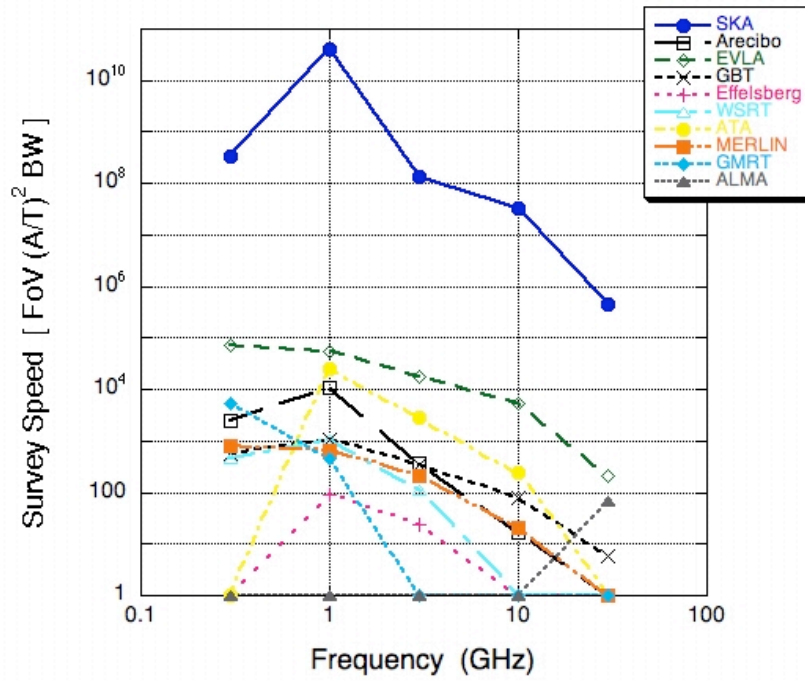 SKA
Arecibo
EVLA
GBT
Effelsberg
WSRT
ATA
MERLIN
GMRT
ALMA
Survey Speed [ FoV (A/T)² BW ]
10¹⁰
10⁸
10⁶
10⁴
100
1
0.1 1 10 100
Frequency (GHz)